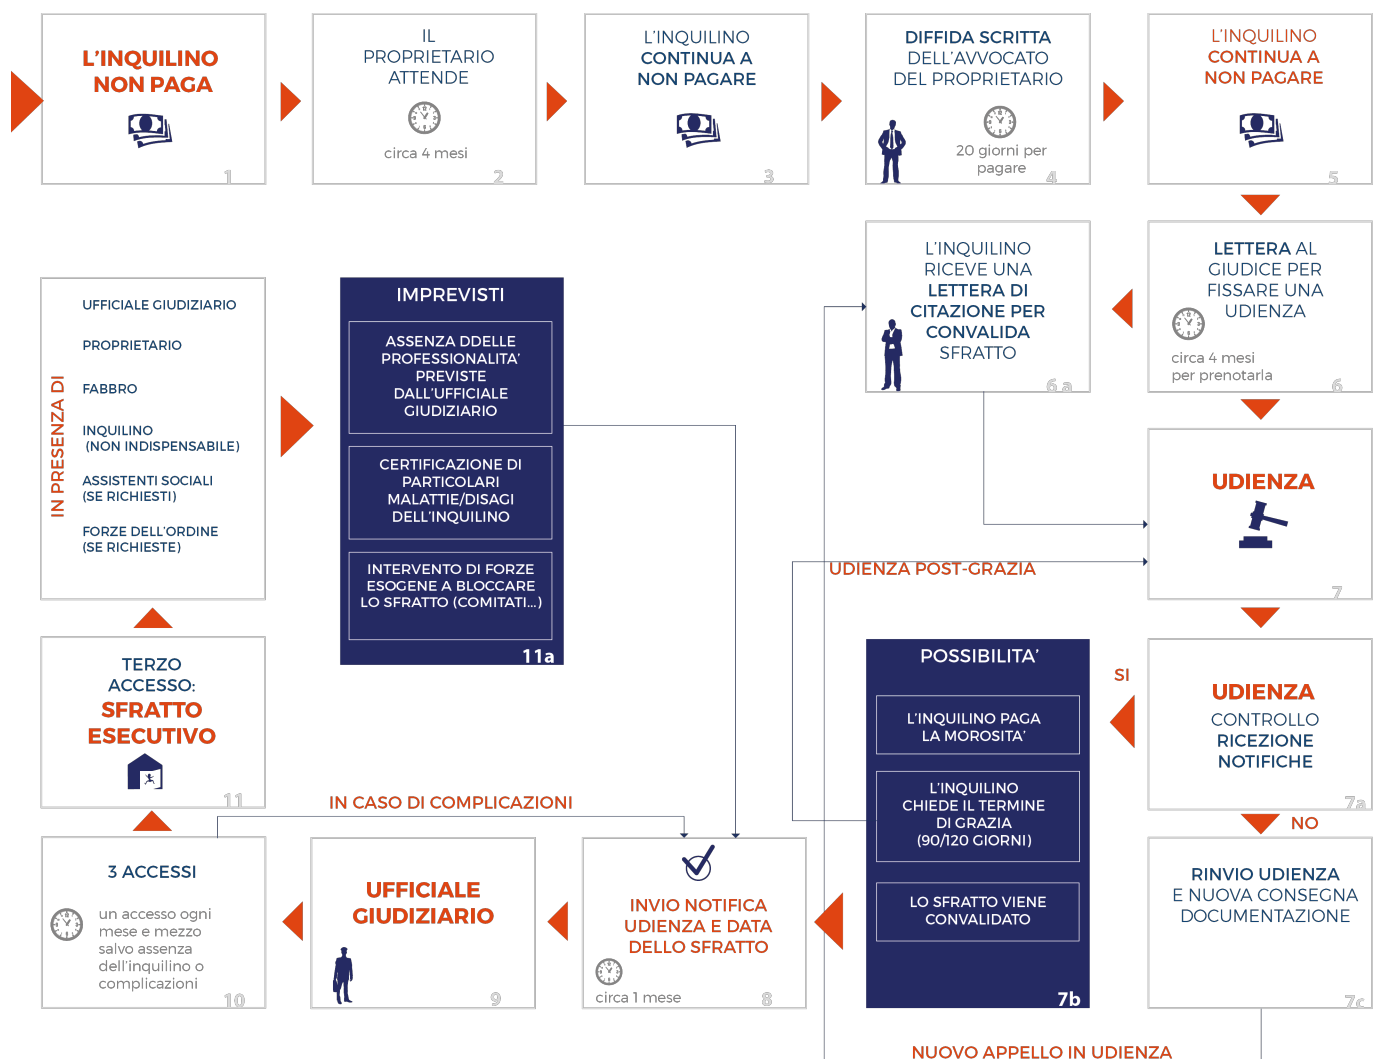 L'INQUILINO
NON PAGA
1
IL
PROPRIETARIO
ATTENDE
circa 4 mesi
2
L'INQUILINO
CONTINUA A
NON PAGARE
3
DIFFIDA SCRITTA
DELL'AVVOCATO
DEL PROPRIETARIO
20 giorni per
pagare
4
L'INQUILINO
CONTINUA A
NON PAGARE
5
LETTERA AL
GIUDICE PER
FISSARE UNA
UDIENZA
circa 4 mesi
per prenotarla
6
L'INQUILINO
RICEVE UNA
LETTERA DI
CITAZIONE PER
CONVALIDA
SFRATTO
6 a
UDIENZA
7
UDIENZA POST-GRAZIA
UDIENZA
CONTROLLO
RICEZIONE
NOTIFICHE
7a
SI
NO
POSSIBILITA'
L'INQUILINO PAGA
LA MOROSITA'
L'INQUILINO
CHIEDE IL TERMINE
DI GRAZIA
(90/120 GIORNI)
LO SFRATTO VIENE
CONVALIDATO
7b
RINVIO UDIENZA
E NUOVA CONSEGNA
DOCUMENTAZIONE
7c
NUOVO APPELLO IN UDIENZA
INVIO NOTIFICA
UDIENZA E DATA
DELLO SFRATTO
circa 1 mese
8
UFFICIALE
GIUDIZIARIO
9
3 ACCESSI
un accesso ogni
mese e mezzo
salvo assenza
dell'inquilino o
complicazioni
10
IN CASO DI COMPLICAZIONI
TERZO
ACCESSO:
SFRATTO
ESECUTIVO
11
IN PRESENZA DI
UFFICIALE GIUDIZIARIO
PROPRIETARIO
FABBRO
INQUILINO
(NON INDISPENSABILE)
ASSISTENTI SOCIALI
(SE RICHIESTI)
FORZE DELL'ORDINE
(SE RICHIESTE)
IMPREVISTI
ASSENZA DDELLE
PROFESSIONALITA'
PREVISTE
DALL'UFFICIALE
GIUDIZIARIO
CERTIFICAZIONE DI
PARTICOLARI
MALATTIE/DISAGI
DELL'INQUILINO
INTERVENTO DI FORZE
ESOGENE A BLOCCARE
LO SFRATTO (COMITATI...)
11a